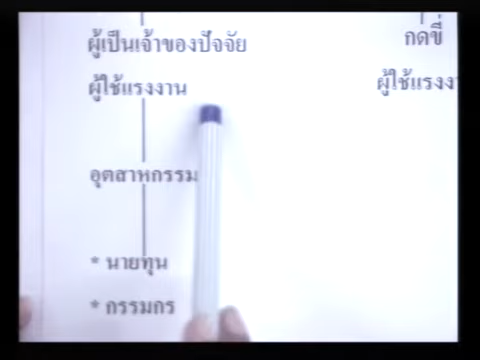 ผู้เป็นเจ้าของปัจจัย
กดขี่
ผู้ใช้แรงงาน
อุตสาหกรรม
* นายทุน
* กรรมกร